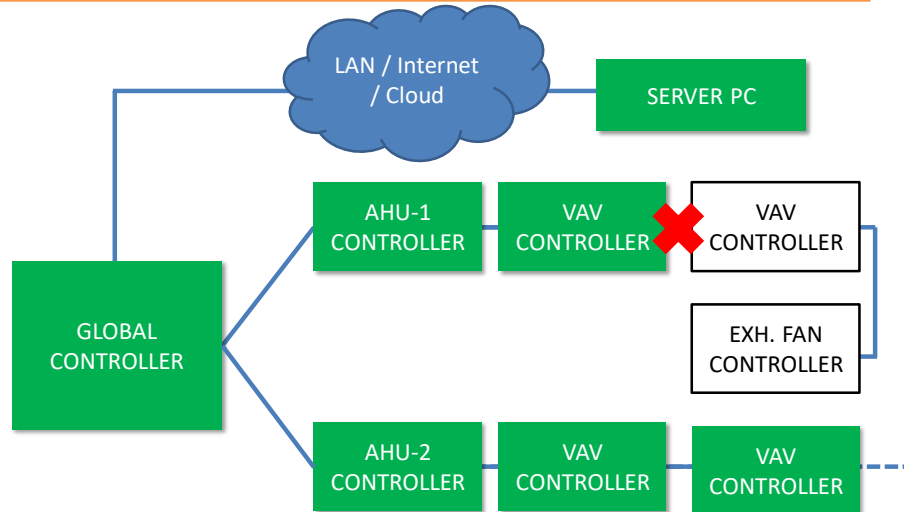 LAN / Internet
/ Cloud
SERVER PC
AHU-1
CONTROLLER
VAV
CONTROLLER
VAV
CONTROLLER
GLOBAL
CONTROLLER
EXH. FAN
CONTROLLER
AHU-2
CONTROLLER
VAV
CONTROLLER
VAV
CONTROLLER